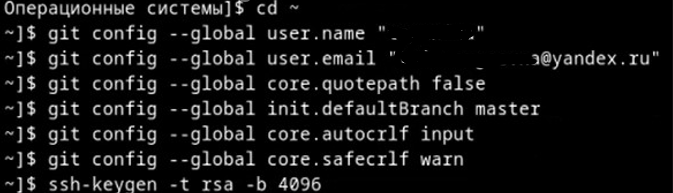 Операционные системы]$ cd ~
~]$ git config --global user.name "
~]$ git config --global user.email "a@yandex.ru"
~]$ git config --global core.quotepath false
~]$ git config --global init.defaultBranch master
~]$ git config --global core.autocrlf input
~]$ git config --global core.safecrlf warn
~]$ ssh-keygen -t rsa -b 4096